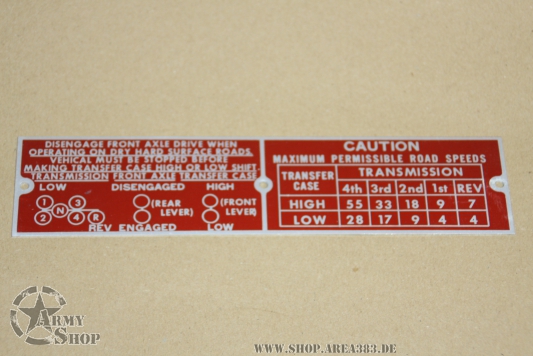 DISENGAGE FRONT AXLE DRIVE WHEN
OPERATING ON DRY HARD SURFACE ROADS.
VEHICAL MUST BE STOPPED BEFORE
MAKING TRANSFER CASE HIGH OR LOW SHIFT
TRANSMISSION FRONT AXLE TRANSFER CASE
LOW DISENGAGED HIGH
1 3 (REAR (FRONT
N LEVER) LEVER)
2 4 R
REV ENGAGED LOW
CAUTION
MAXIMUM PERMISSIBLE ROAD SPEEDS
TRANSFER CASE TRANSMISSION
4th 3rd 2nd 1st REV
HIGH 55 33 18 9 7
LOW 28 17 9 4 4
ARMY
SHOP
WWW.SHOP.AREA383.DE